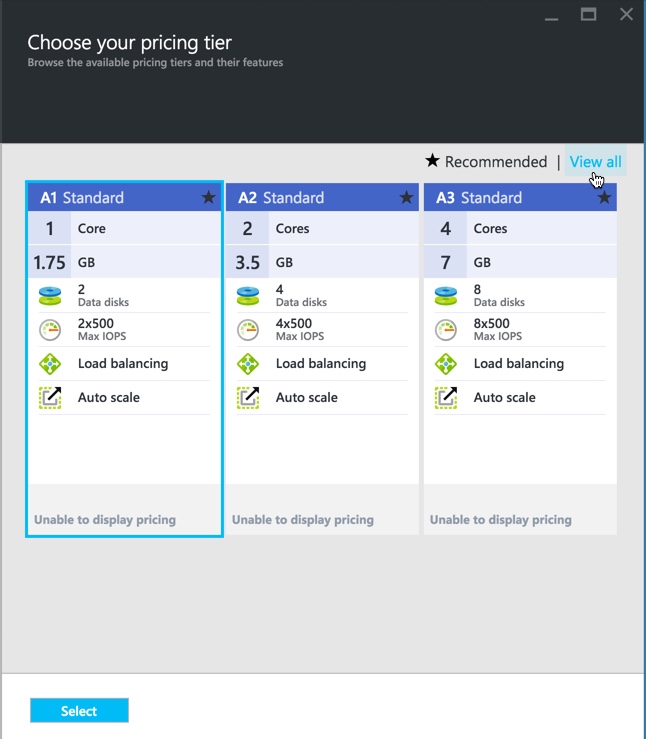 Choose your pricing tier
Browse the available pricing tiers and their features
Recommended | View all
A1 Standard
1 Core
1.75 GB
2
Data disks
2x500
Max IOPS
Load balancing
Auto scale
Unable to display pricing
A2 Standard
2 Cores
3.5 GB
4
Data disks
4x500
Max IOPS
Load balancing
Auto scale
Unable to display pricing
A3 Standard
4 Cores
7 GB
8
Data disks
8x500
Max IOPS
Load balancing
Auto scale
Unable to display pricing
Select